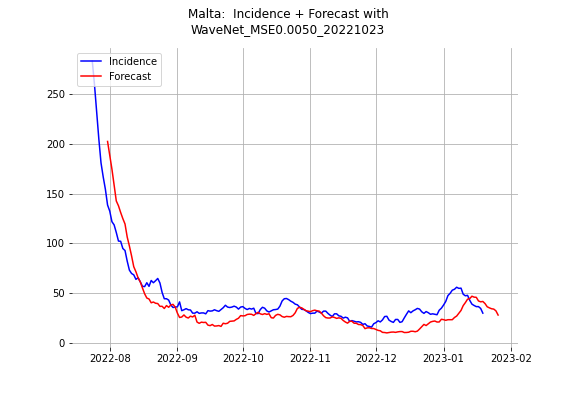 Malta:  Incidence + Forecast with
WaveNet_MSE0.0050_20221023
Incidence
Forecast
250
200
150
100
50
0
2022-08 2022-09 2022-10 2022-11 2022-12 2023-01 2023-02